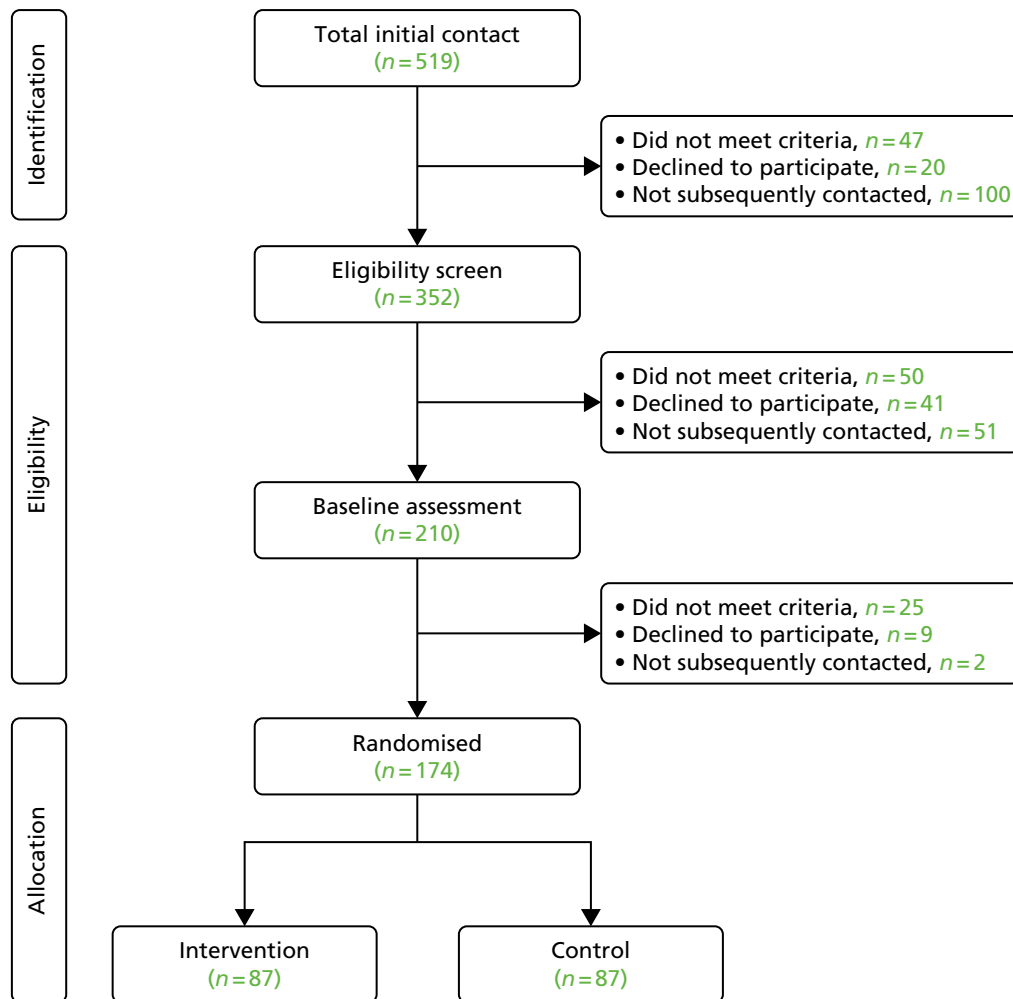 Identification
Total initial contact
(n=519)
• Did not meet criteria, n=47
• Declined to participate, n=20
• Not subsequently contacted, n=100
Eligibility
Eligibility screen
(n=352)
• Did not meet criteria, n=50
• Declined to participate, n=41
• Not subsequently contacted, n=51
Baseline assessment
(n=210)
• Did not meet criteria, n=25
• Declined to participate, n=9
• Not subsequently contacted, n=2
Allocation
Randomised
(n=174)
Intervention
(n=87)
Control
(n=87)